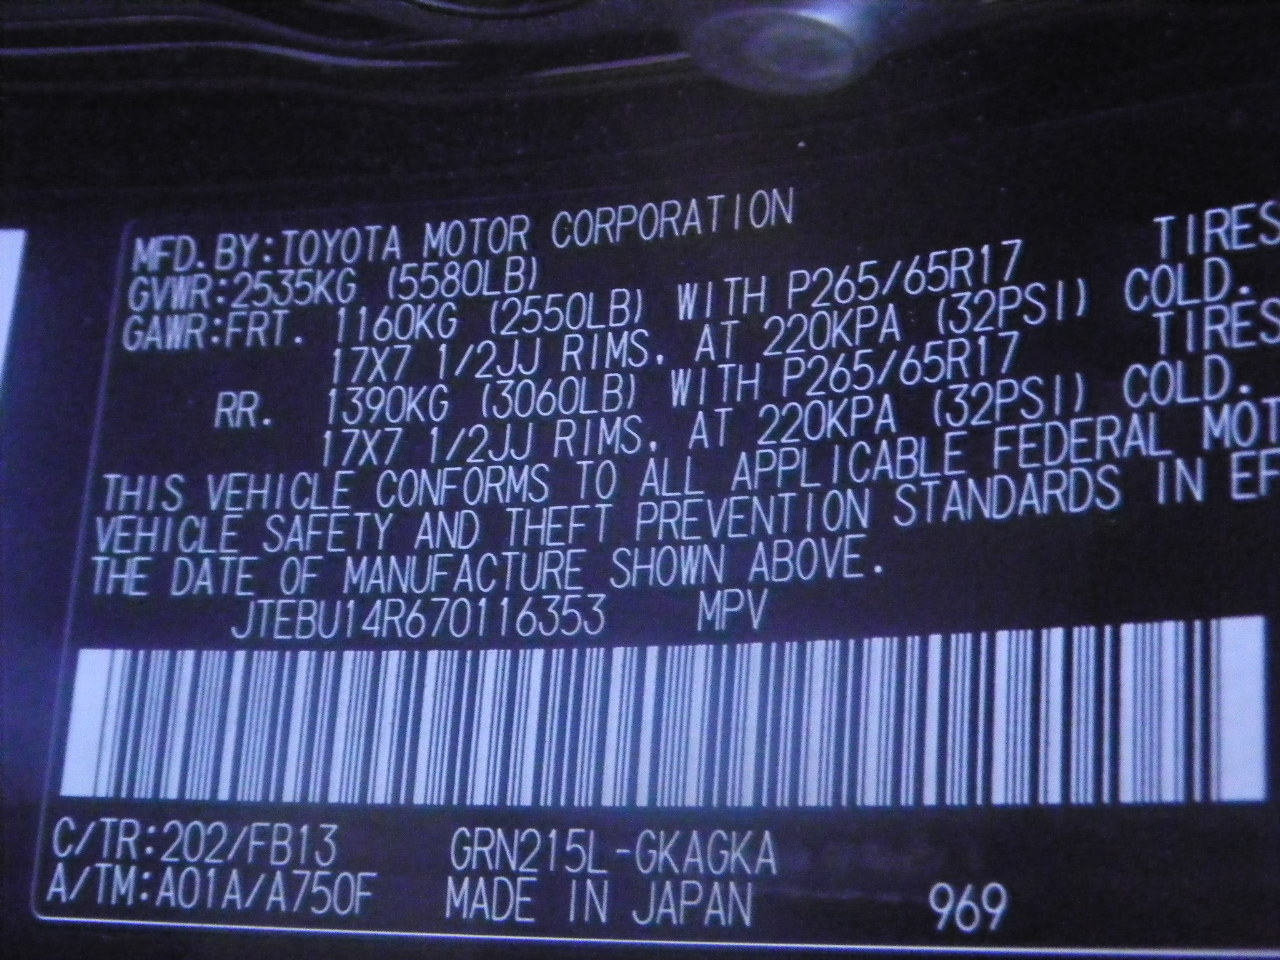 MFD.BY:TOYOTA MOTOR CORPORATION
GVWR:2535KG (5580LB)
GAWR:FRT. 1160KG (2550LB) WITH P265/65R17 TIRES
17X7 1/2JJ RIMS, AT 220KPA (32PSI) COLD.
RR. 1390KG (3060LB) WITH P265/65R17 TIRES
17X7 1/2JJ RIMS, AT 220KPA (32PSI) COLD.
THIS VEHICLE CONFORMS TO ALL APPLICABLE FEDERAL MOT
VEHICLE SAFETY AND THEFT PREVENTION STANDARDS IN EF
THE DATE OF MANUFACTURE SHOWN ABOVE.
JTEBU14R670116353 MPV
C/TR:202/FB13 GRN215L-GKAGKA
A/TM:A01A/A750F MADE IN JAPAN 969